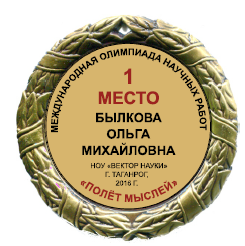 МЕЖДУНАРОДНАЯ ОЛИМПИАДА НАУЧНЫХ РАБОТ
1
МЕСТО
БЫЛКОВА
ОЛЬГА
МИХАЙЛОВНА
НОУ «ВЕКТОР НАУКИ»
Г. ТАГАНРОГ,
2016 Г.
«ПОЛЁТ МЫСЛЕЙ»